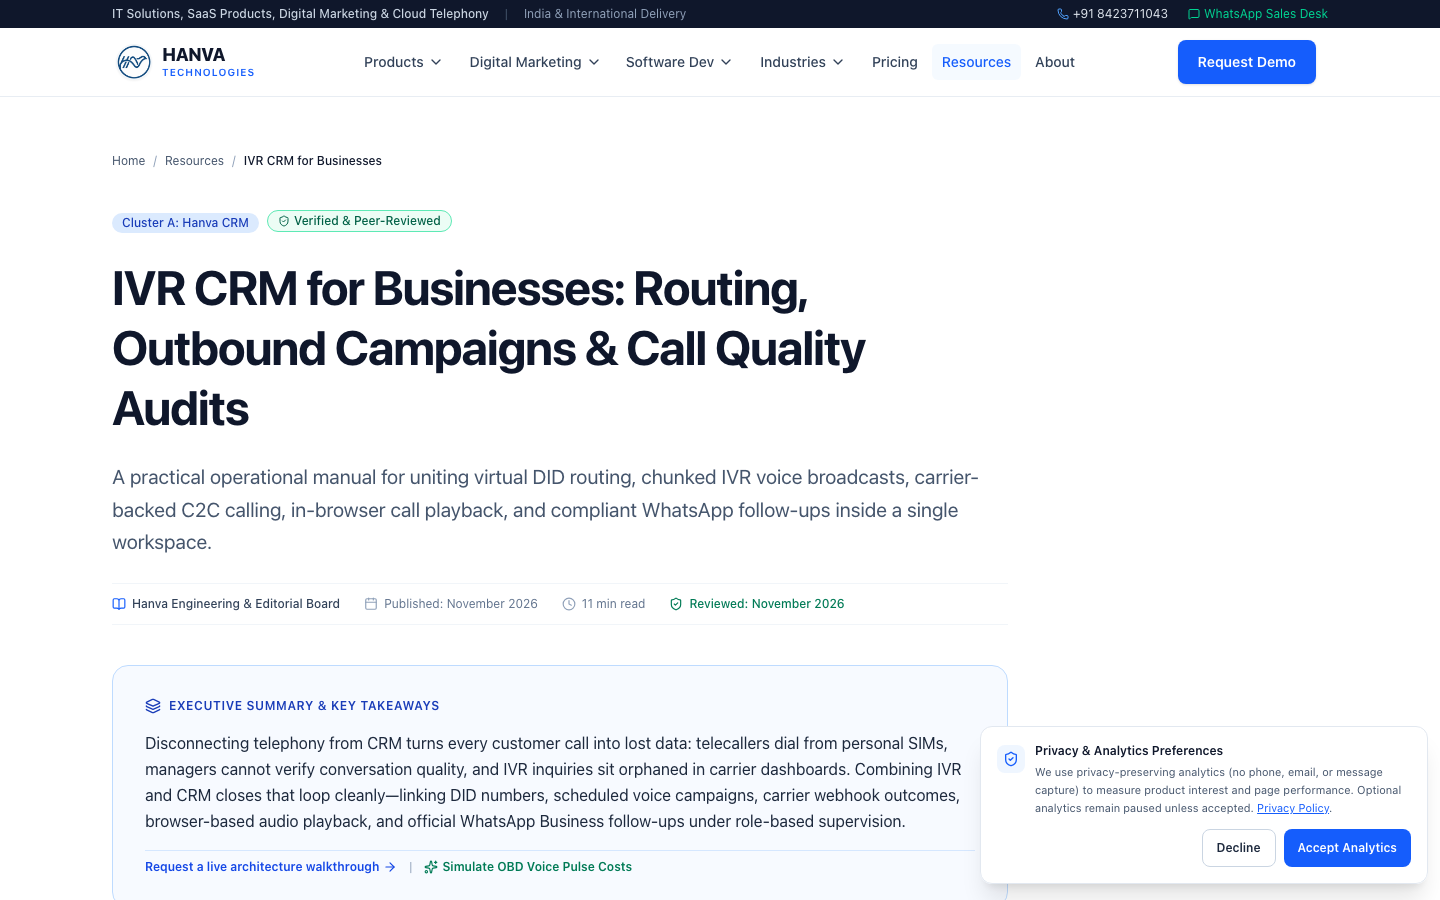 IT Solutions, SaaS Products, Digital Marketing & Cloud Telephony | India & International Delivery
+91 8423711043 WhatsApp Sales Desk
HANVA
TECHNOLOGIES
Products Digital Marketing Software Dev Industries Pricing Resources About
Request Demo
Home / Resources / IVR CRM for Businesses
Cluster A: Hanva CRM
Verified & Peer-Reviewed
IVR CRM for Businesses: Routing,
Outbound Campaigns & Call Quality
Audits
A practical operational manual for uniting virtual DID routing, chunked IVR voice broadcasts, carrier-
backed C2C calling, in-browser call playback, and compliant WhatsApp follow-ups inside a single
workspace.
Hanva Engineering & Editorial Board Published: November 2026 11 min read Reviewed: November 2026
EXECUTIVE SUMMARY & KEY TAKEAWAYS
Disconnecting telephony from CRM turns every customer call into lost data: telecallers dial from personal SIMs,
managers cannot verify conversation quality, and IVR inquiries sit orphaned in carrier dashboards. Combining IVR
and CRM closes that loop cleanly—linking DID numbers, scheduled voice campaigns, carrier webhook outcomes,
browser-based audio playback, and official WhatsApp Business follow-ups under role-based supervision.
Request a live architecture walkthrough → | Simulate OBD Voice Pulse Costs
Privacy & Analytics Preferences
We use privacy-preserving analytics (no phone, email, or message
capture) to measure product interest and page performance. Optional
analytics remain paused unless accepted. Privacy Policy.
Decline
Accept Analytics